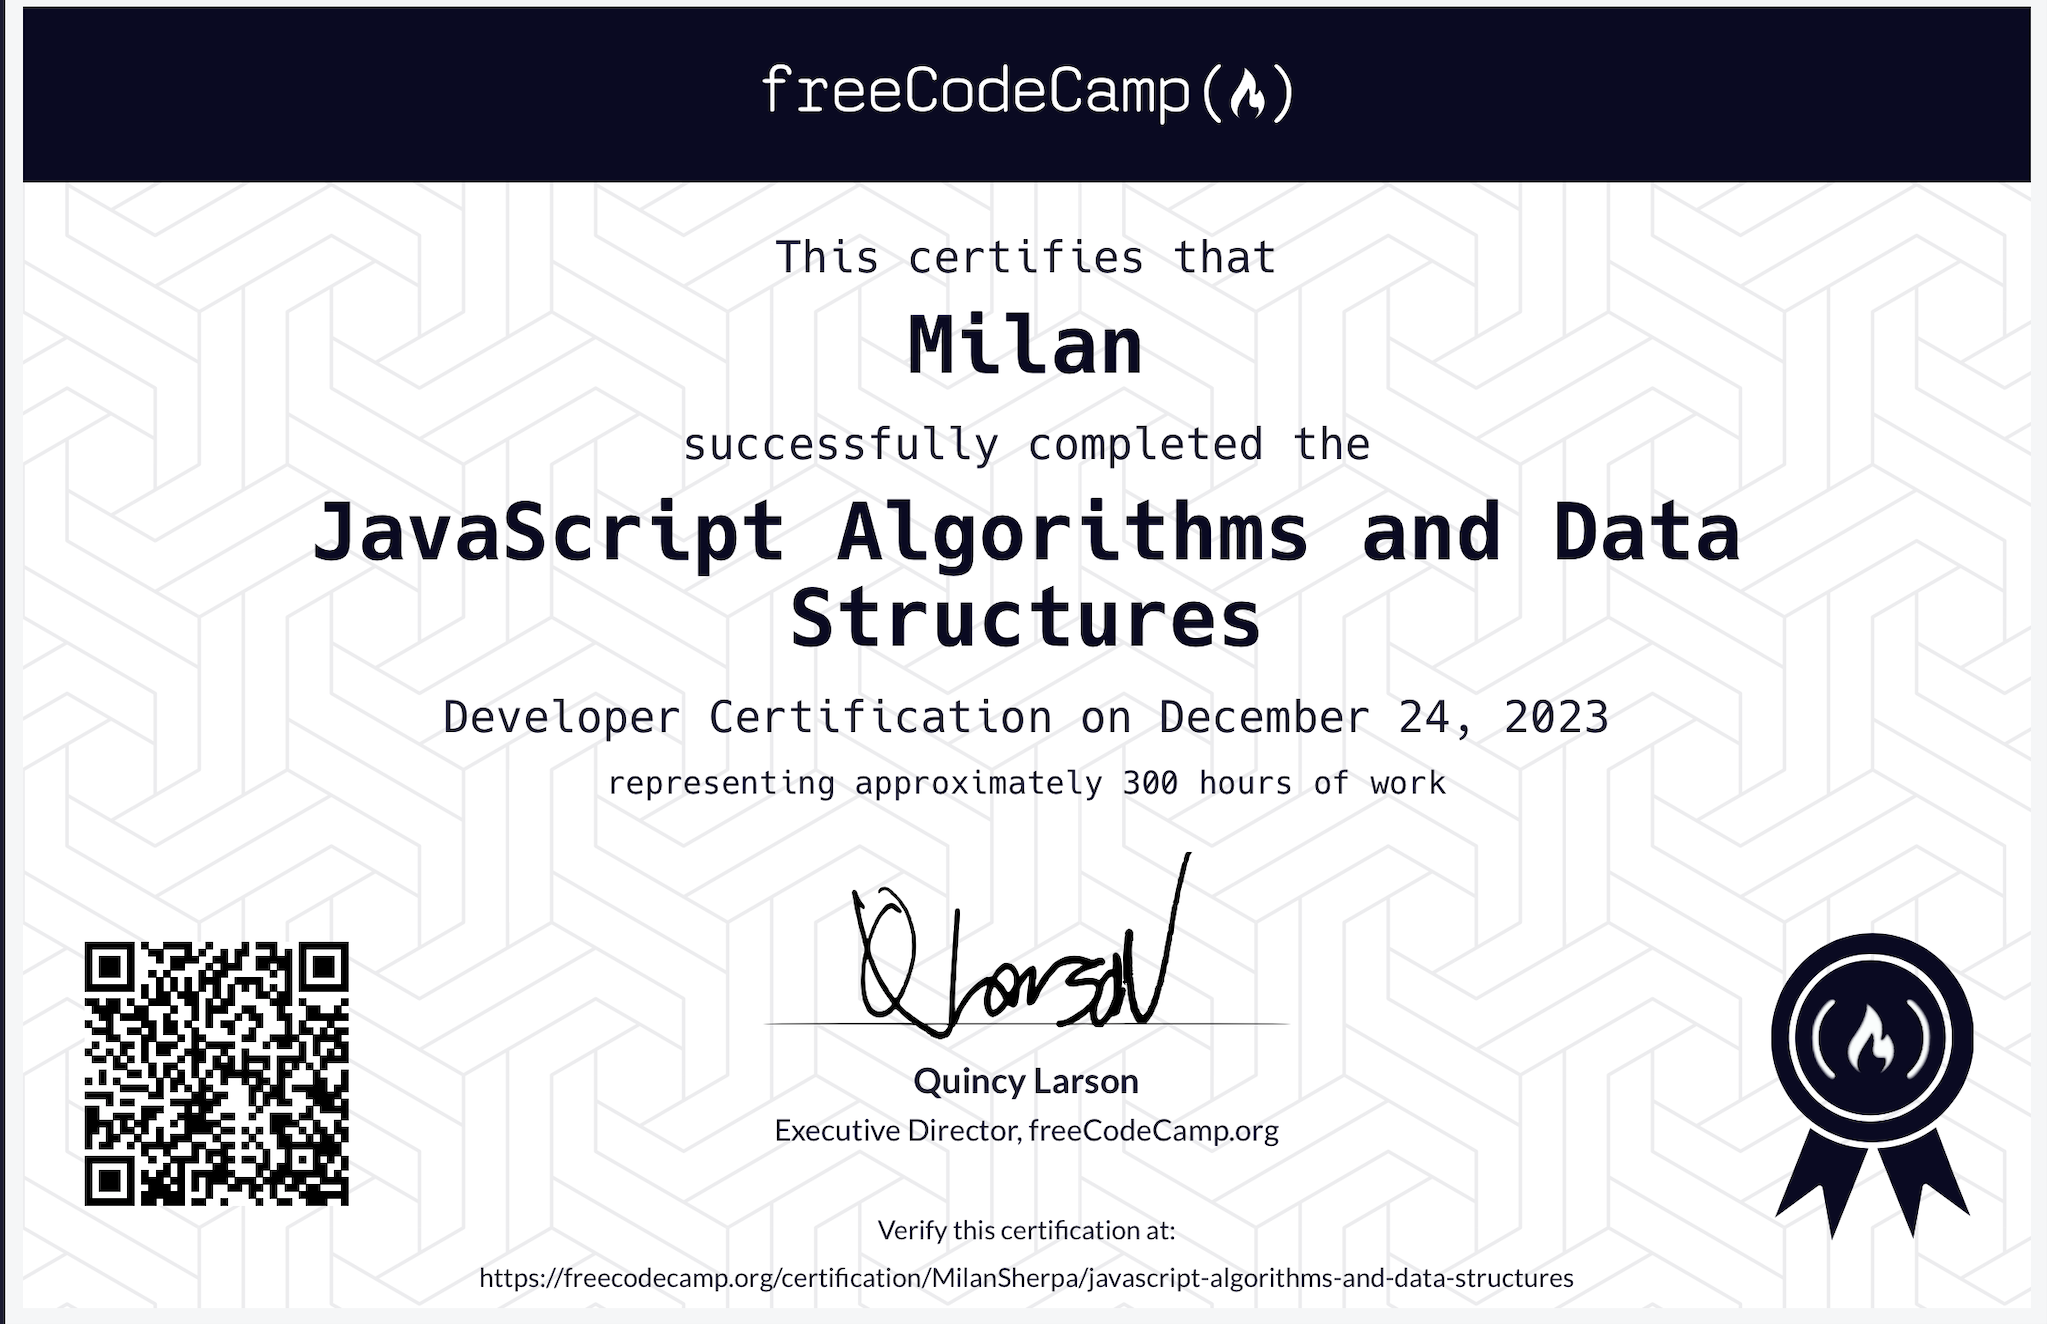 freeCodeCamp
This certifies that
Milan
successfully completed the
JavaScript Algorithms and Data
Structures
Developer Certification on December 24, 2023
representing approximately 300 hours of work
Q Larson
Quincy Larson
Executive Director, freeCodeCamp.org
Verify this certification at:
https://freecodecamp.org/certification/MilanSherpa/javascript-algorithms-and-data-structures